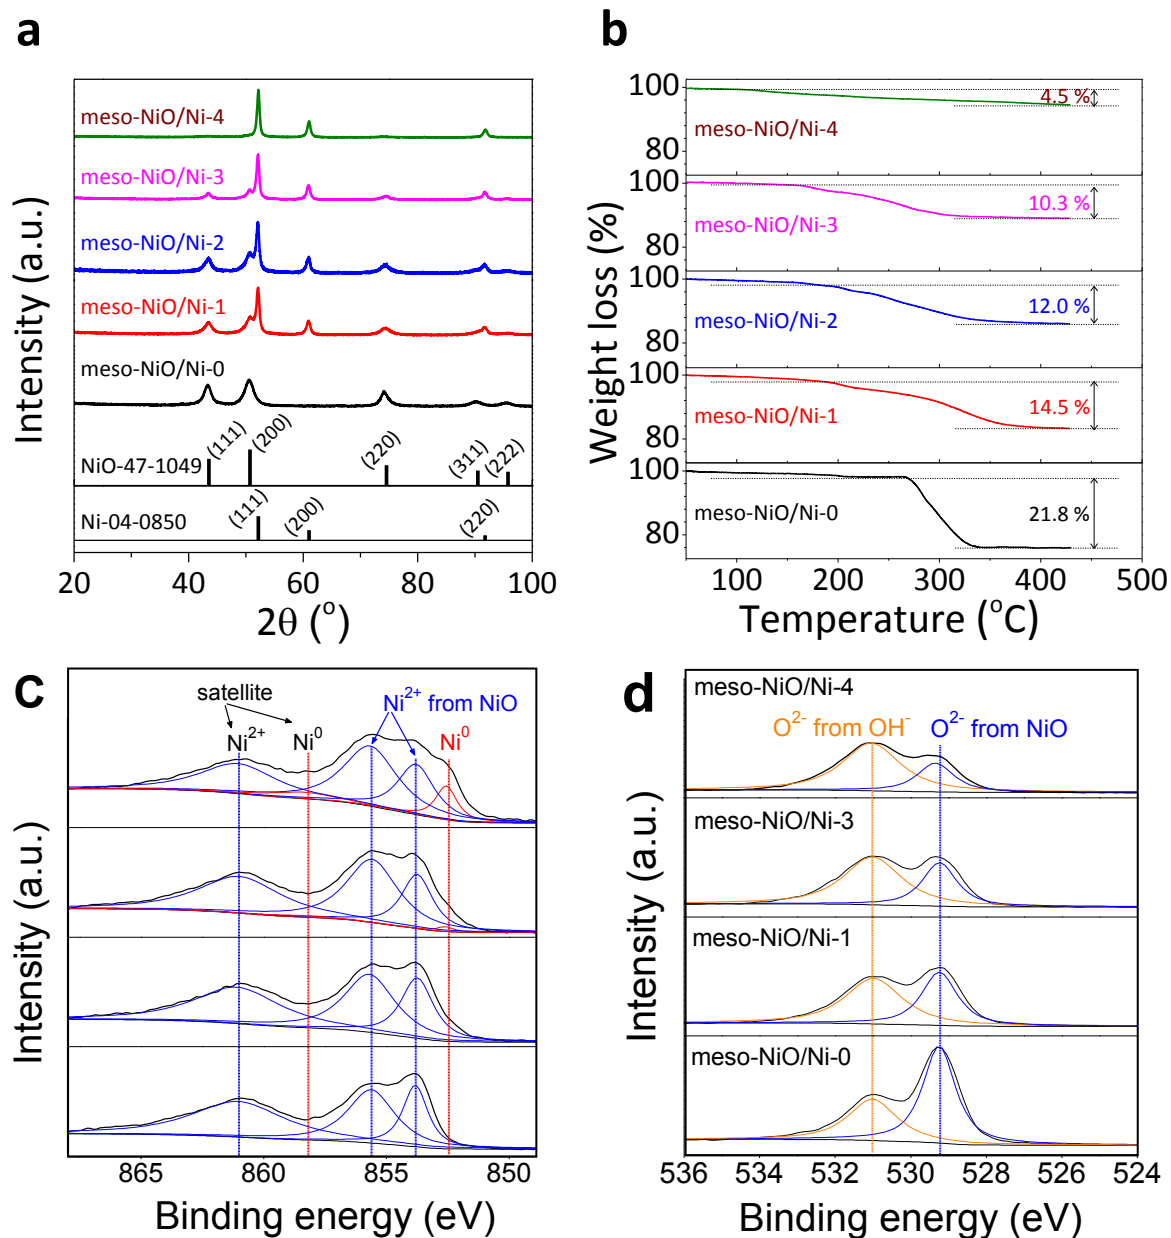 a
meso-NiO/Ni-4
meso-NiO/Ni-3
meso-NiO/Ni-2
meso-NiO/Ni-1
meso-NiO/Ni-0
(111)
(200)
(220)
(311)
(222)
NiO-47-1049
(111)
(200)
(220)
Ni-04-0850
20 40 60 80 100
2θ (°)
Intensity (a.u.)
b
100
4.5 %
meso-NiO/Ni-4
80
100
10.3 %
meso-NiO/Ni-3
80
100
12.0 %
meso-NiO/Ni-2
80
100
14.5 %
meso-NiO/Ni-1
80
100
21.8 %
meso-NiO/Ni-0
80
100 200 300 400 500
Temperature (°C)
Weight loss (%)
c
satellite
Ni²⁺ from NiO
Ni²⁺ Ni⁰ Ni⁰
865 860 855 850
Binding energy (eV)
Intensity (a.u.)
d
meso-NiO/Ni-4
O²⁻ from OH⁻ O²⁻ from NiO
meso-NiO/Ni-3
meso-NiO/Ni-1
meso-NiO/Ni-0
536 534 532 530 528 526 524
Binding energy (eV)
Intensity (a.u.)